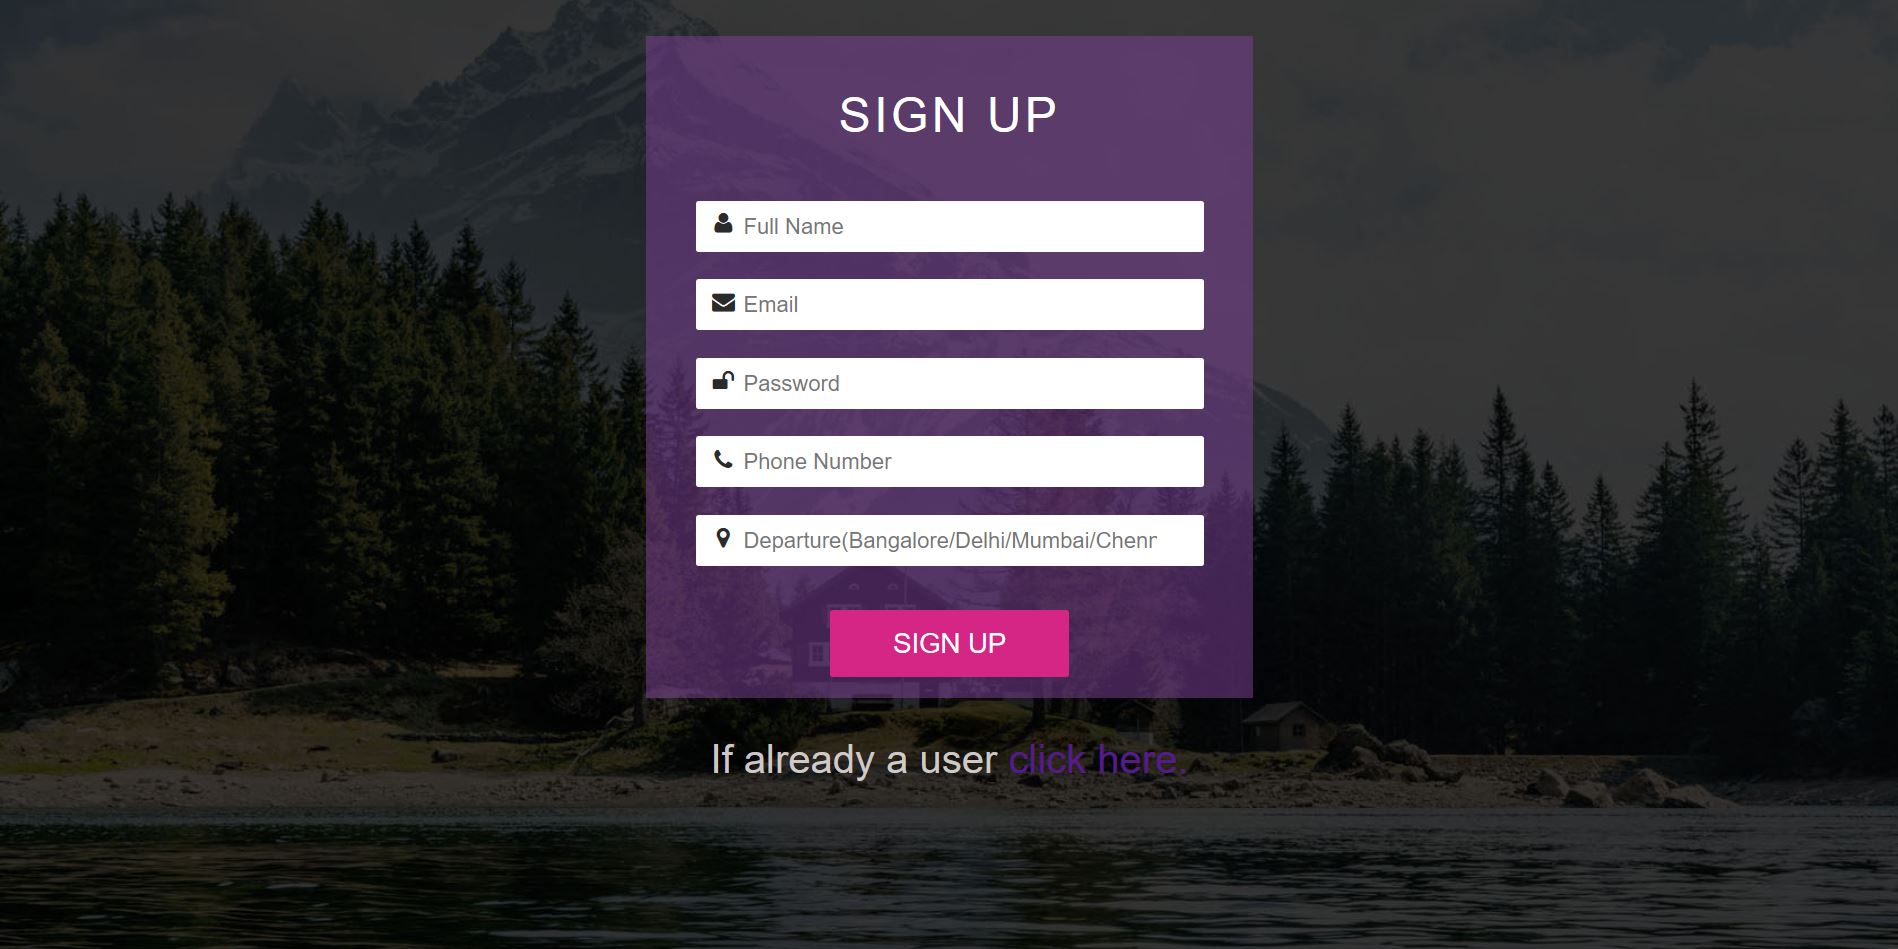 SIGN UP
Full Name
Email
Password
Phone Number
Departure(Bangalore/Delhi/Mumbai/Chenn
SIGN UP
If already a user click here.